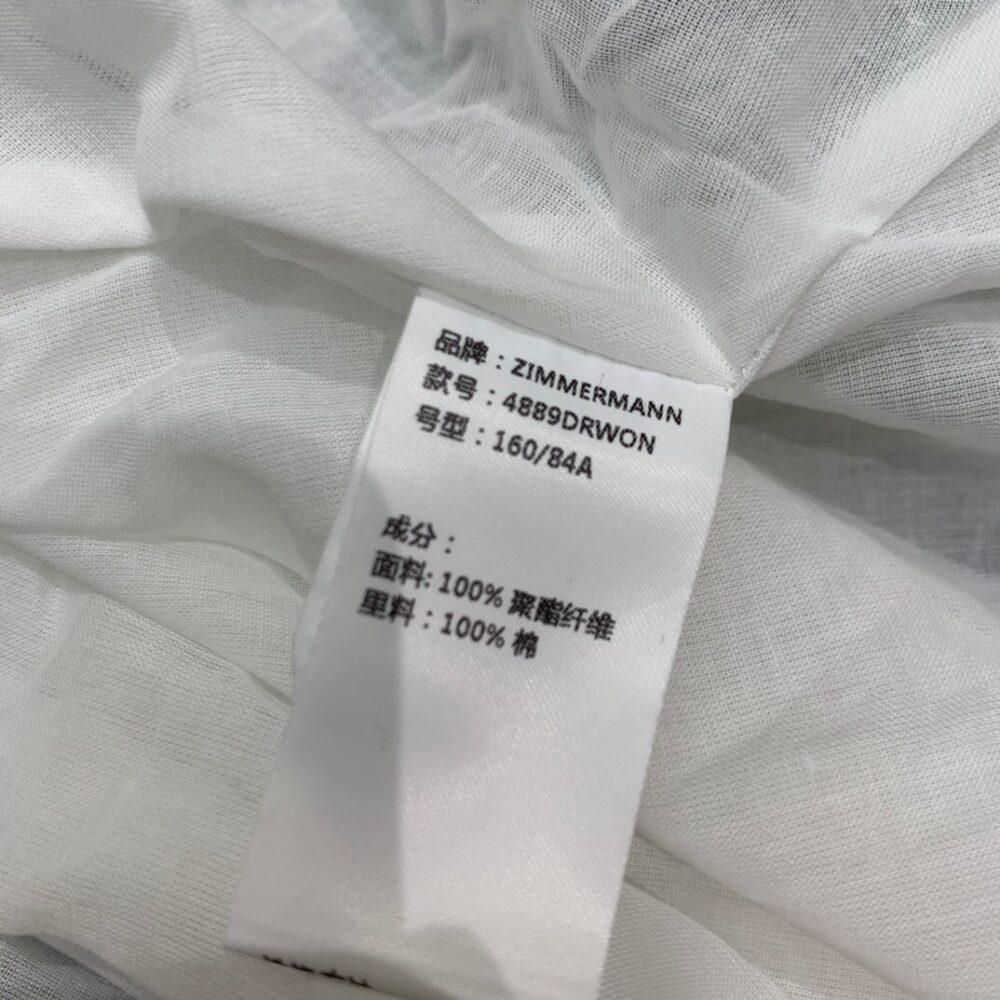 品牌：ZIMMERMANN
款号：4889DRWON
号型：160/84A
成分：
面料: 100% 聚酯纤维
里料：100% 棉